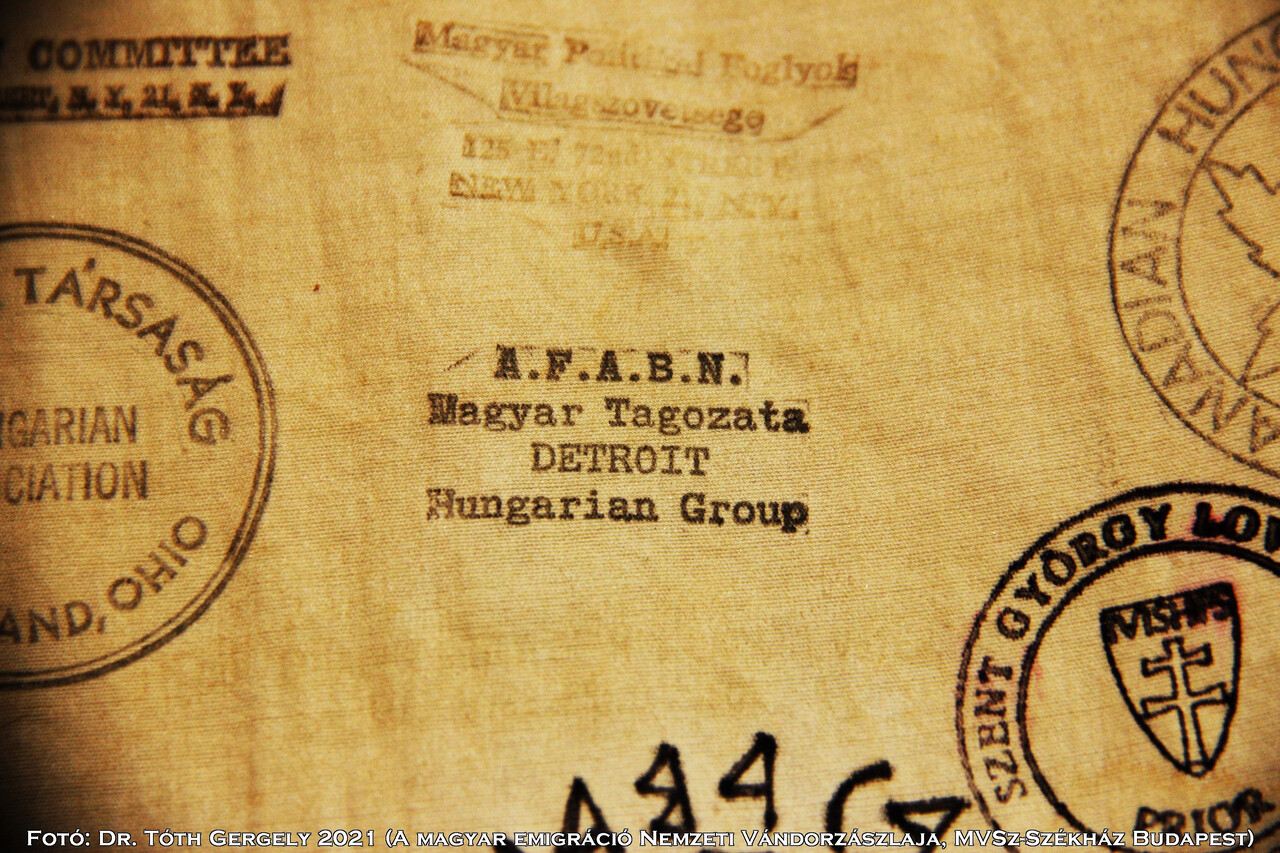 COMMITTEE
N. Y. 21, N. Y.
Magyar Politikai Foglyok
Világszövetsége
125 E 72nd STREET
NEW YORK 21, N.Y.
U.S.A.
TÁRSASÁG
GARIAN
CIATION
AND, OHIO
A.F.A.B.N.
Magyar Tagozata
DETROIT
Hungarian Group
ANADIAN HUNG
SZENT GYÖRGY LOV
PRIOR
Fotó: Dr. Tóth Gergely 2021 (A magyar emigráció Nemzeti Vándorzászlaja, MVSz-Székház Budapest)